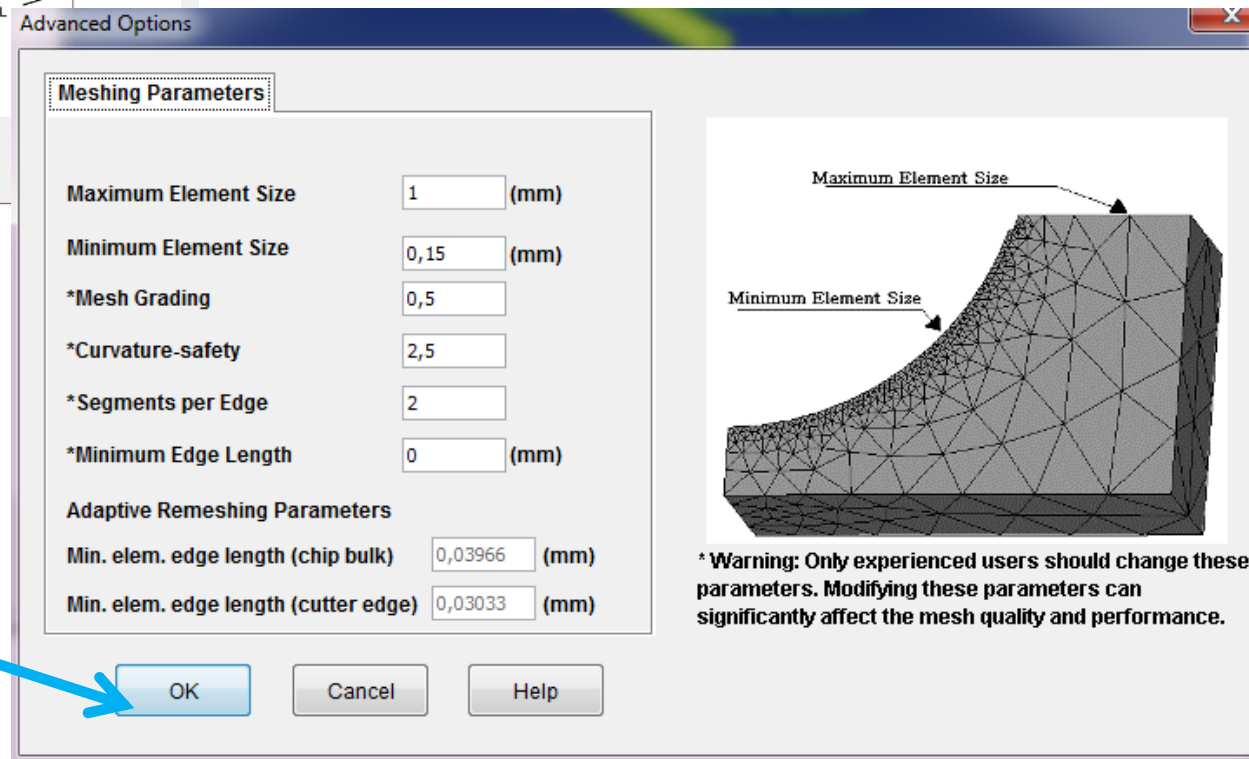 L
Advanced Options
Meshing Parameters
Maximum Element Size 1 (mm)
Minimum Element Size 0,15 (mm)
*Mesh Grading 0,5
*Curvature-safety 2,5
*Segments per Edge 2
*Minimum Edge Length 0 (mm)
Adaptive Remeshing Parameters
Min. elem. edge length (chip bulk) 0,03966 (mm)
Min. elem. edge length (cutter edge) 0,03033 (mm)
Maximum Element Size
Minimum Element Size
* Warning: Only experienced users should change these
parameters. Modifying these parameters can
significantly affect the mesh quality and performance.
OK Cancel Help